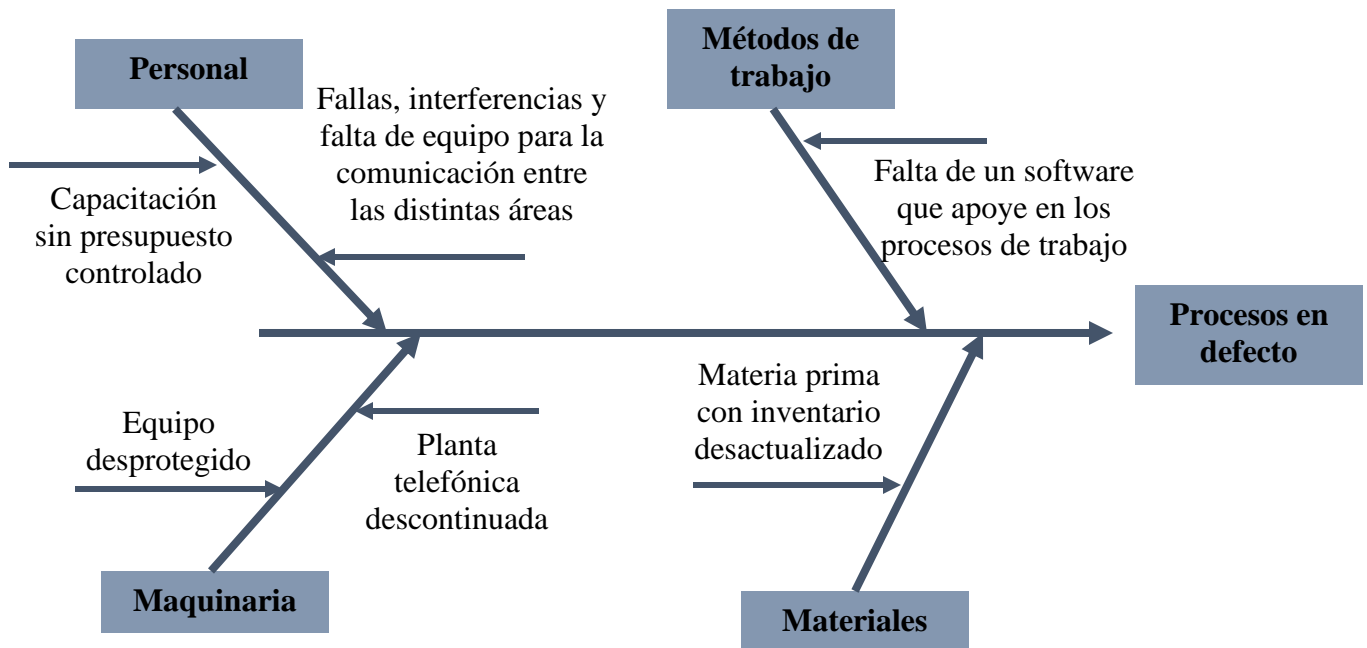 Personal
Métodos de
trabajo
Fallas, interferencias y
falta de equipo para la
comunicación entre
las distintas áreas
Capacitación
sin presupuesto
controlado
Falta de un software
que apoye en los
procesos de trabajo
Procesos en
defecto
Equipo
desprotegido
Planta
telefónica
descontinuada
Materia prima
con inventario
desactualizado
Maquinaria
Materiales